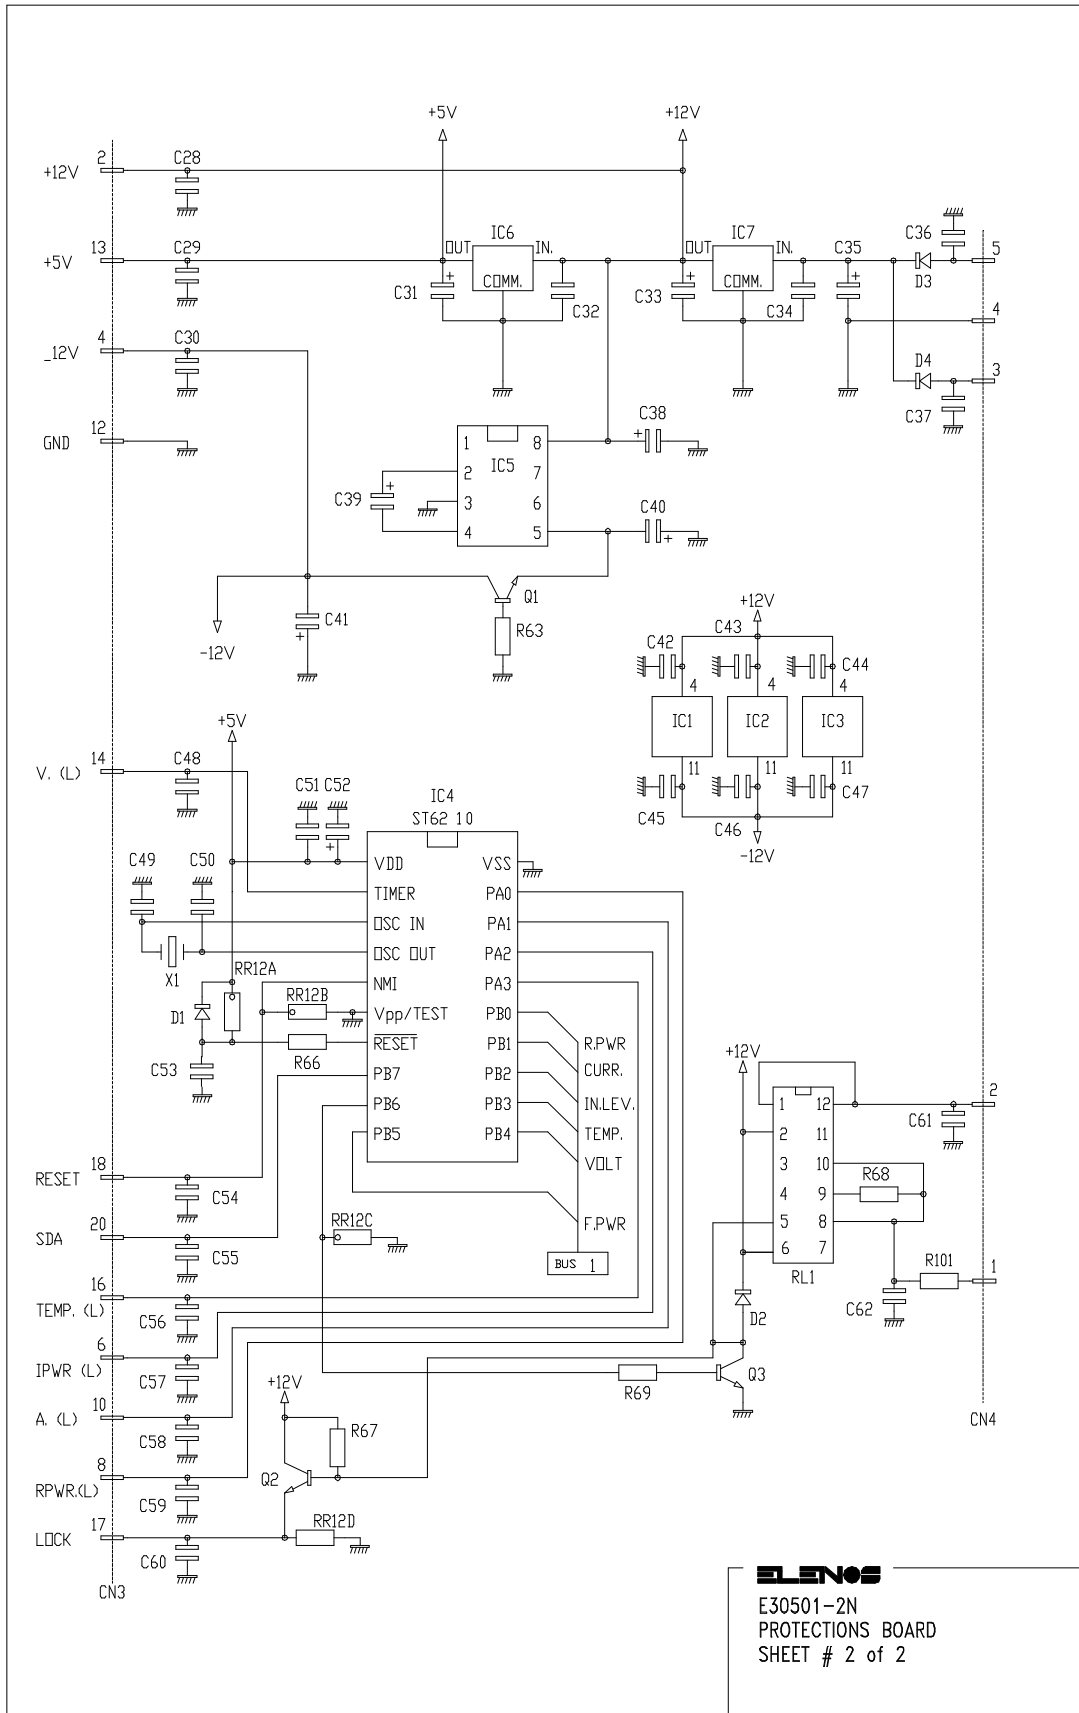 +5V
+12V
2
C28
+12V
13
C29
OUT
IC6
IN.
OUT
IC7
IN.
C35
C36
5
+5V
COMM.
COMM.
D3
C31
C32
C33
C34
4
4
C30
_12V
D4
3
C37
12
GND
C38
1
8
IC5
2
7
C39
3
6
C40
4
5
Q1
C41
R63
-12V
+12V
C42
C43
C44
4
4
4
IC1
IC2
IC3
11
11
11
C45
C46
C47
-12V
+5V
14
C48
V. (L)
C51
C52
IC4
ST62 10
C49
C50
VDD
VSS
TIMER
PA0
OSC IN
PA1
OSC OUT
PA2
X1
RR12A
NMI
PA3
RR12B
D1
Vpp/TEST
PB0
R66
RESET
PB1
R.PWR
C53
PB7
PB2
CURR.
PB6
PB3
IN.LEV.
PB5
PB4
TEMP.
VOLT
F.PWR
BUS 1
+12V
1
12
2
11
3
10
4
9
5
8
6
7
RL1
R68
2
C61
R101
1
C62
D2
18
RESET
C54
20
SDA
C55
RR12C
16
TEMP. (L)
C56
6
IPWR (L)
C57
R69
Q3
10
A. (L)
C58
+12V
R67
CN4
8
RPWR.(L)
C59
Q2
17
LOCK
C60
RR12D
CN3
ELENOS
E30501-2N
PROTECTIONS BOARD
SHEET # 2 of 2